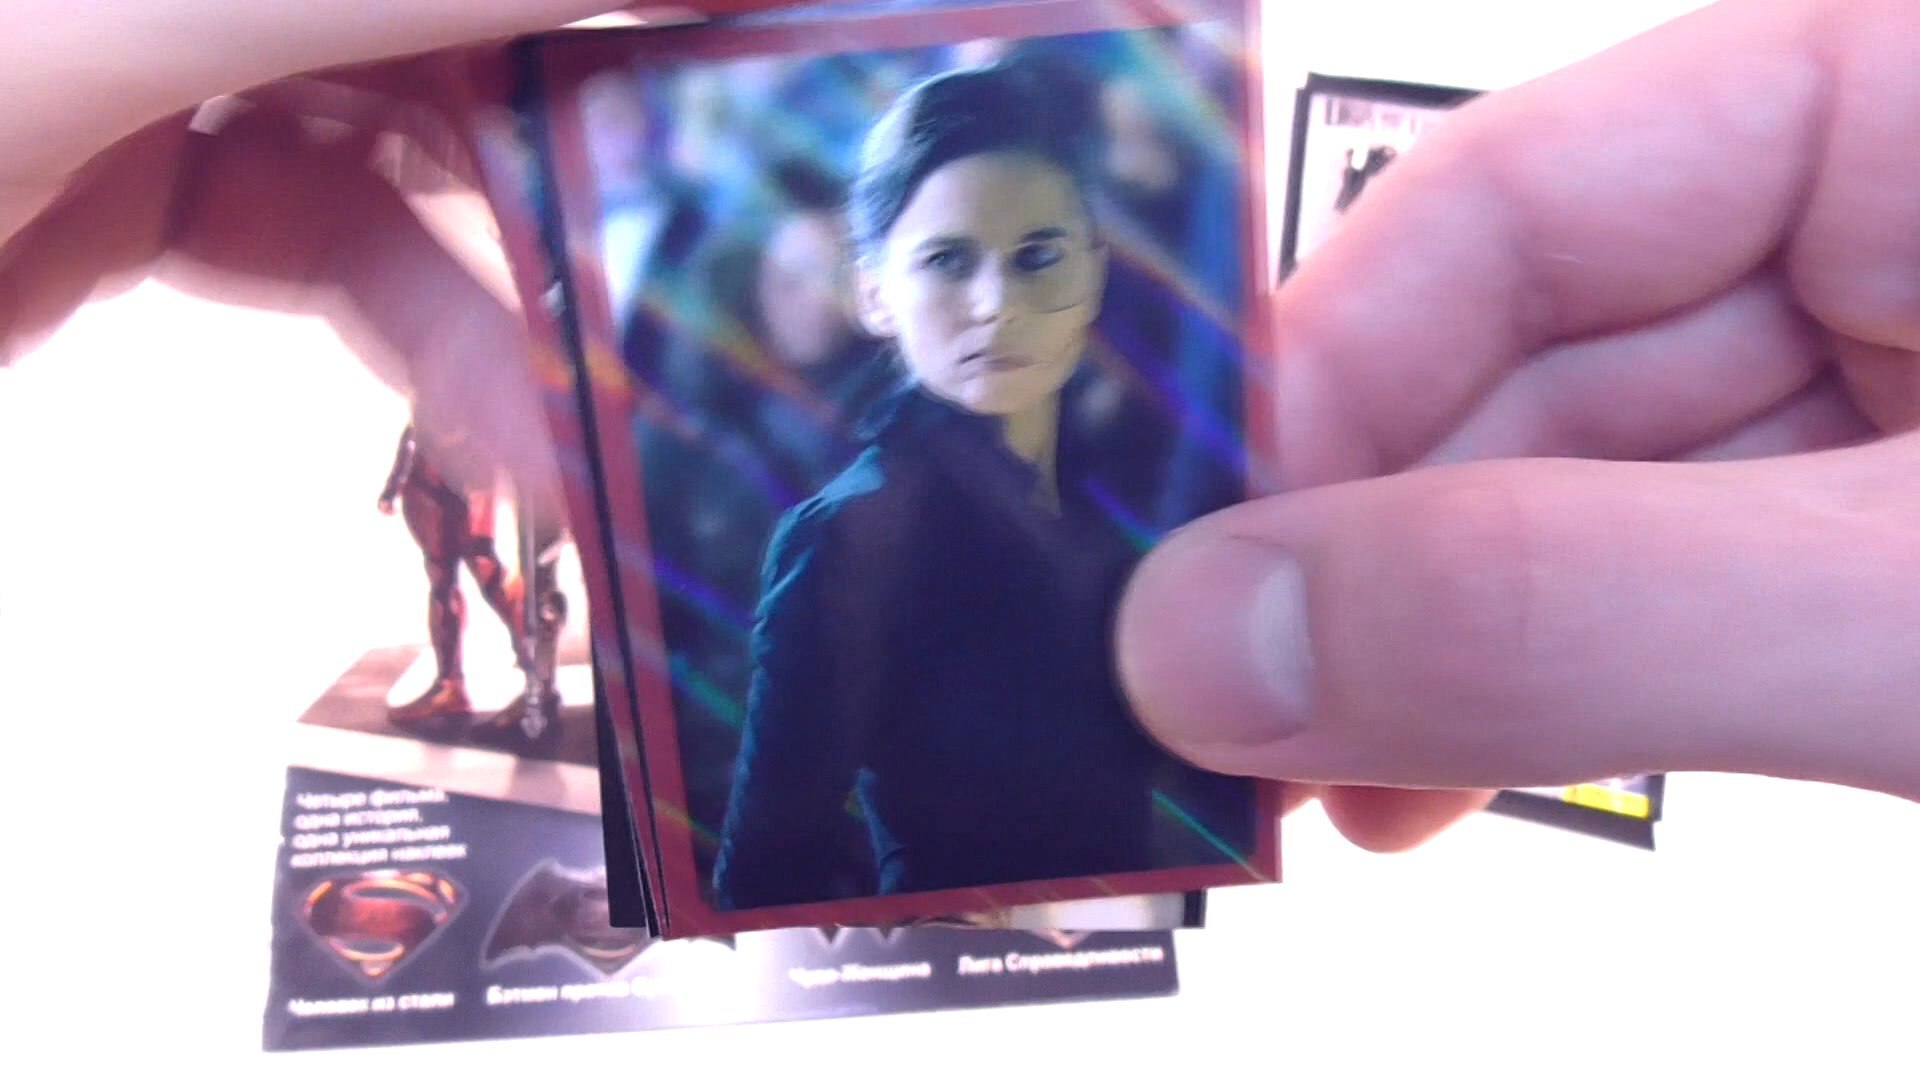 Четыре фильма,
одна история,
одна уникальная
коллекция наклеек
Человек из стали
Бэтмен против
Чудо-Женщина
Лига Справедливости